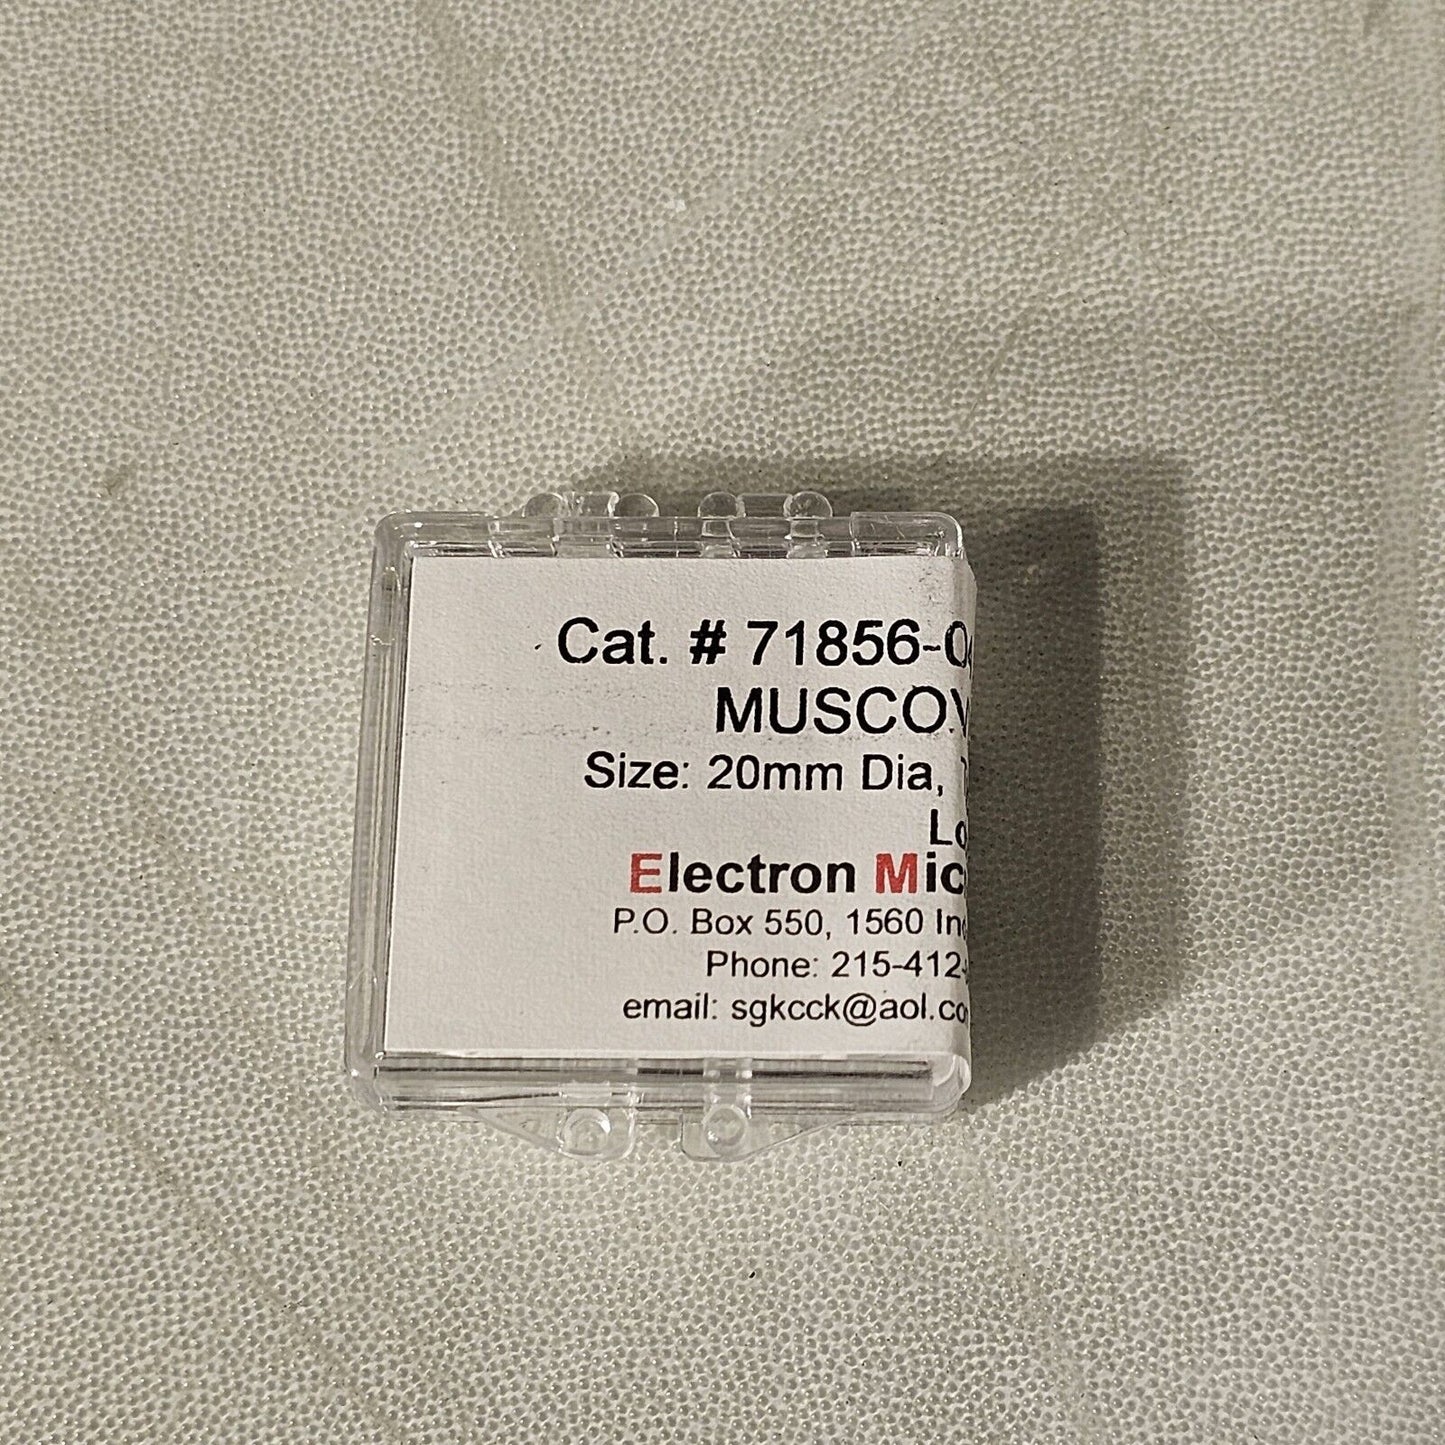 Cat. # 71856-0
MUSCOV
Size: 20mm Dia,
Lo
Electron Mic
P.O. Box 550, 1560 In
Phone: 215-412-
email: sgkcck@aol.co